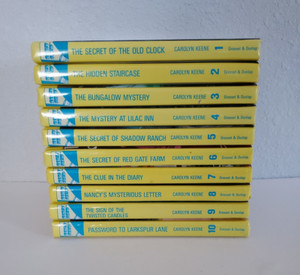 THE SECRET OF THE OLD CLOCK CAROLYN KEENE 1 Grosset & Dunlap
THE HIDDEN STAIRCASE CAROLYN KEENE 2 Grosset & Dunlap
THE BUNGALOW MYSTERY CAROLYN KEENE 3 Grosset & Dunlap
THE MYSTERY AT LILAC INN CAROLYN KEENE 4 Grosset & Dunlap
THE SECRET OF SHADOW RANCH CAROLYN KEENE 5 Grosset & Dunlap
THE SECRET OF RED GATE FARM CAROLYN KEENE 6 Grosset & Dunlap
THE CLUE IN THE DIARY CAROLYN KEENE 7 Grosset & Dunlap
NANCY'S MYSTERIOUS LETTER CAROLYN KEENE 8 Grosset & Dunlap
THE SIGN OF THE
TWISTED CANDLES CAROLYN KEENE 9 Grosset & Dunlap
PASSWORD TO LARKSPUR LANE CAROLYN KEENE 10 Grosset & Dunlap